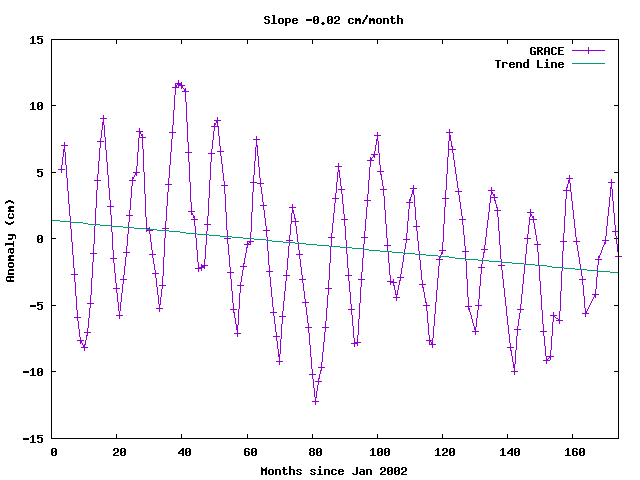 Slope -0.02 cm/month
GRACE
Trend Line
15
10
5
0
-5
-10
-15
Anomaly (cm)
0 20 40 60 80 100 120 140 160
Months since Jan 2002